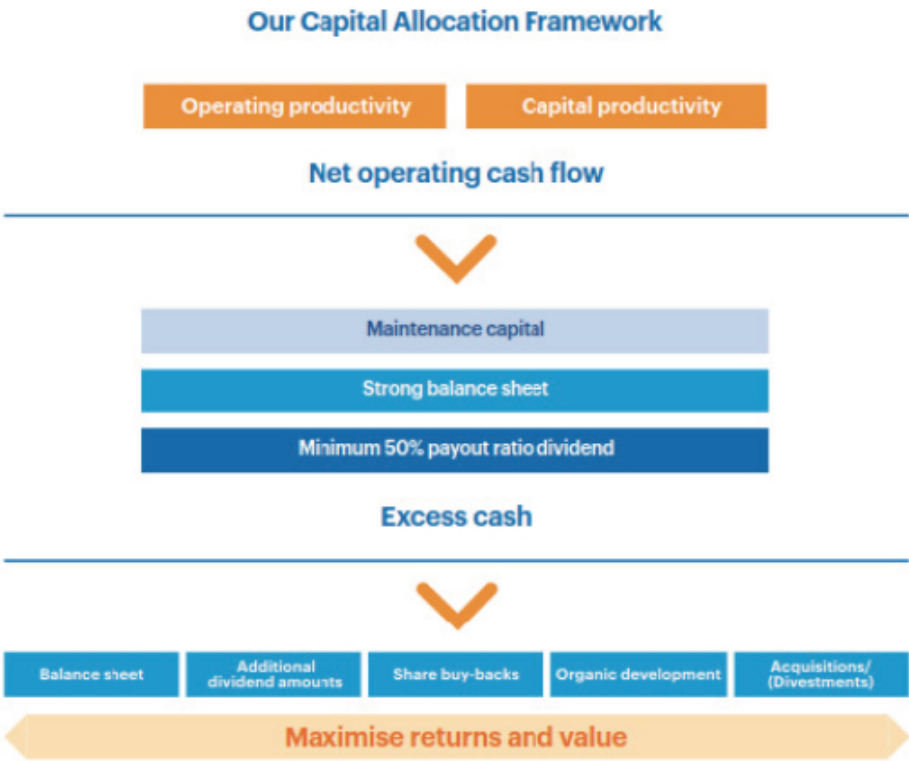 Our Capital Allocation Framework
Operating productivity
Capital productivity
Net operating cash flow
Maintenance capital
Strong balance sheet
Minimum 50% payout ratio dividend
Excess cash
Balance sheet
Additional
dividend amounts
Share buy-backs
Organic development
Acquisitions/
(Divestments)
Maximise returns and value